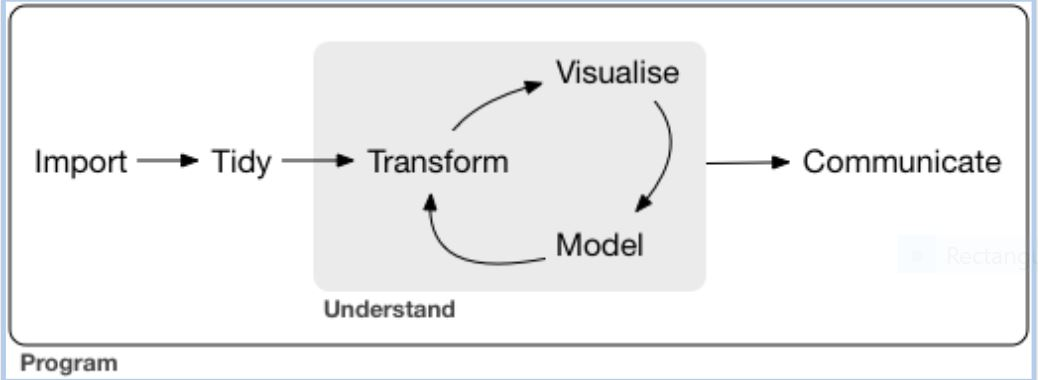 Visualise
Import
Tidy
Transform
Communicate
Model
Understand
Program